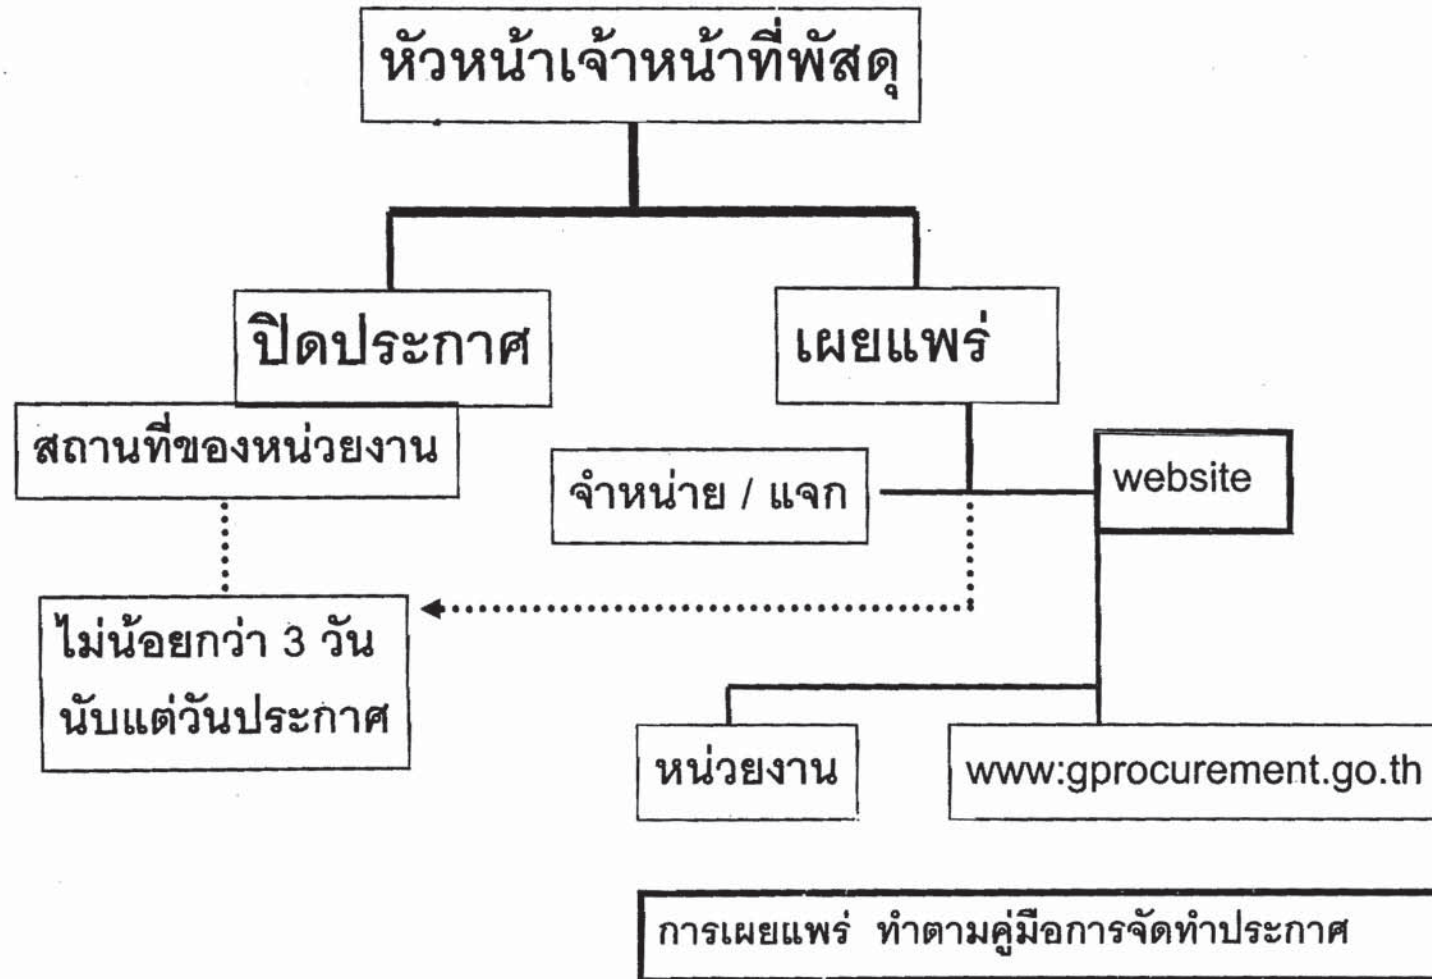 หัวหน้าเจ้าหน้าที่พัสดุ
ปิดประกาศ
เผยแพร่
สถานที่ของหน่วยงาน
จำหน่าย / แจก
website
ไม่น้อยกว่า 3 วัน
นับแต่วันประกาศ
หน่วยงาน
www:gprocurement.go.th
การเผยแพร่ ทำตามคู่มือการจัดทำประกาศ